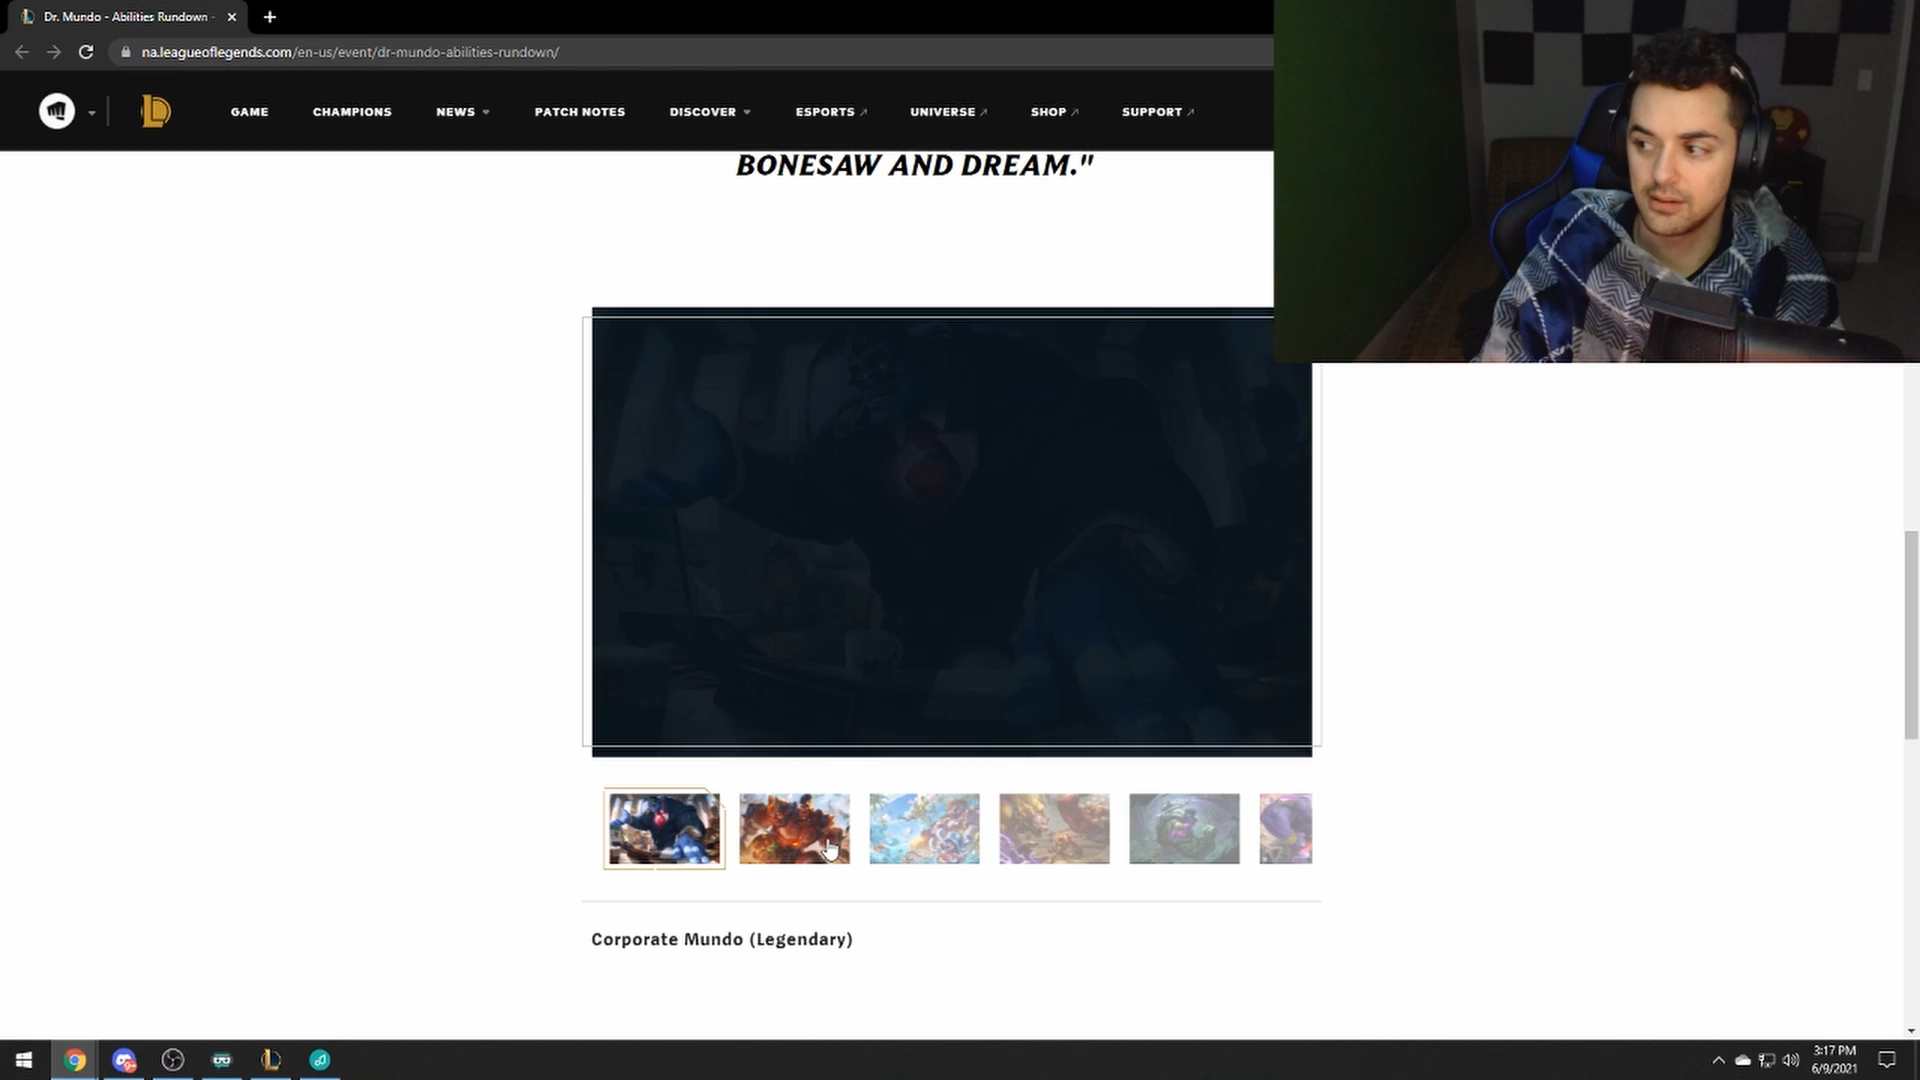 Dr. Mundo - Abilities Rundown -
na.leagueoflegends.com/en-us/event/dr-mundo-abilities-rundown/
GAME CHAMPIONS NEWS PATCH NOTES DISCOVER ESPORTS UNIVERSE SHOP SUPPORT
BONESAW AND DREAM."
Corporate Mundo (Legendary)
3:17 PM
6/9/2021